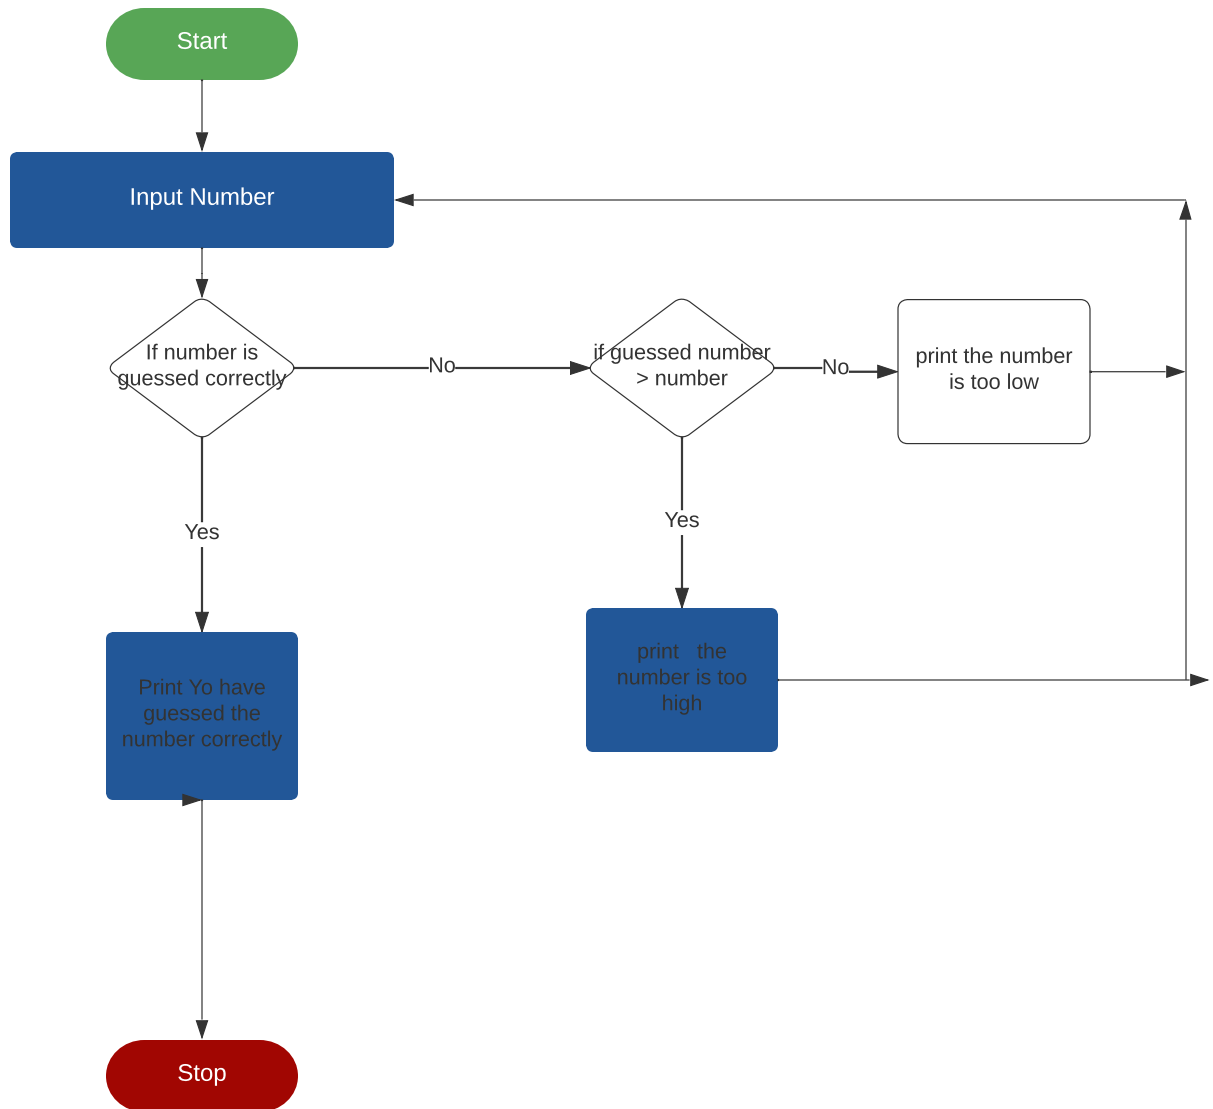 Start
Input Number
If number is
guessed correctly
No
if guessed number
> number
No
print the number
is too low
Yes
Yes
print   the
number is too
high
Print Yo have
guessed the
number correctly
Stop